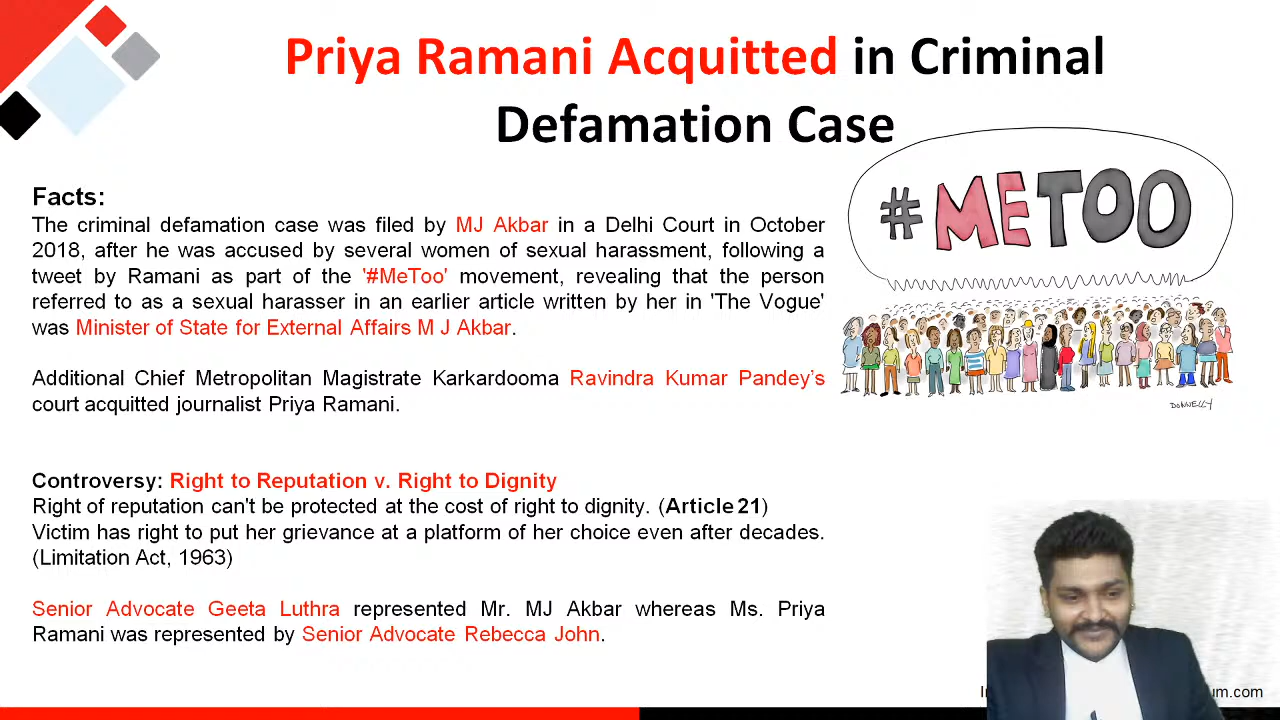 Priya Ramani Acquitted in Criminal
Defamation Case
#METOO
Facts:
The criminal defamation case was filed by MJ Akbar in a Delhi Court in October
2018, after he was accused by several women of sexual harassment, following a
tweet by Ramani as part of the '#MeToo' movement, revealing that the person
referred to as a sexual harasser in an earlier article written by her in 'The Vogue'
was Minister of State for External Affairs M J Akbar.
Additional Chief Metropolitan Magistrate Karkardooma Ravindra Kumar Pandey’s
court acquitted journalist Priya Ramani.
DONNELLY
Controversy: Right to Reputation v. Right to Dignity
Right of reputation can't be protected at the cost of right to dignity. (Article 21)
Victim has right to put her grievance at a platform of her choice even after decades.
(Limitation Act, 1963)
Senior Advocate Geeta Luthra represented Mr. MJ Akbar whereas Ms. Priya
Ramani was represented by Senior Advocate Rebecca John.